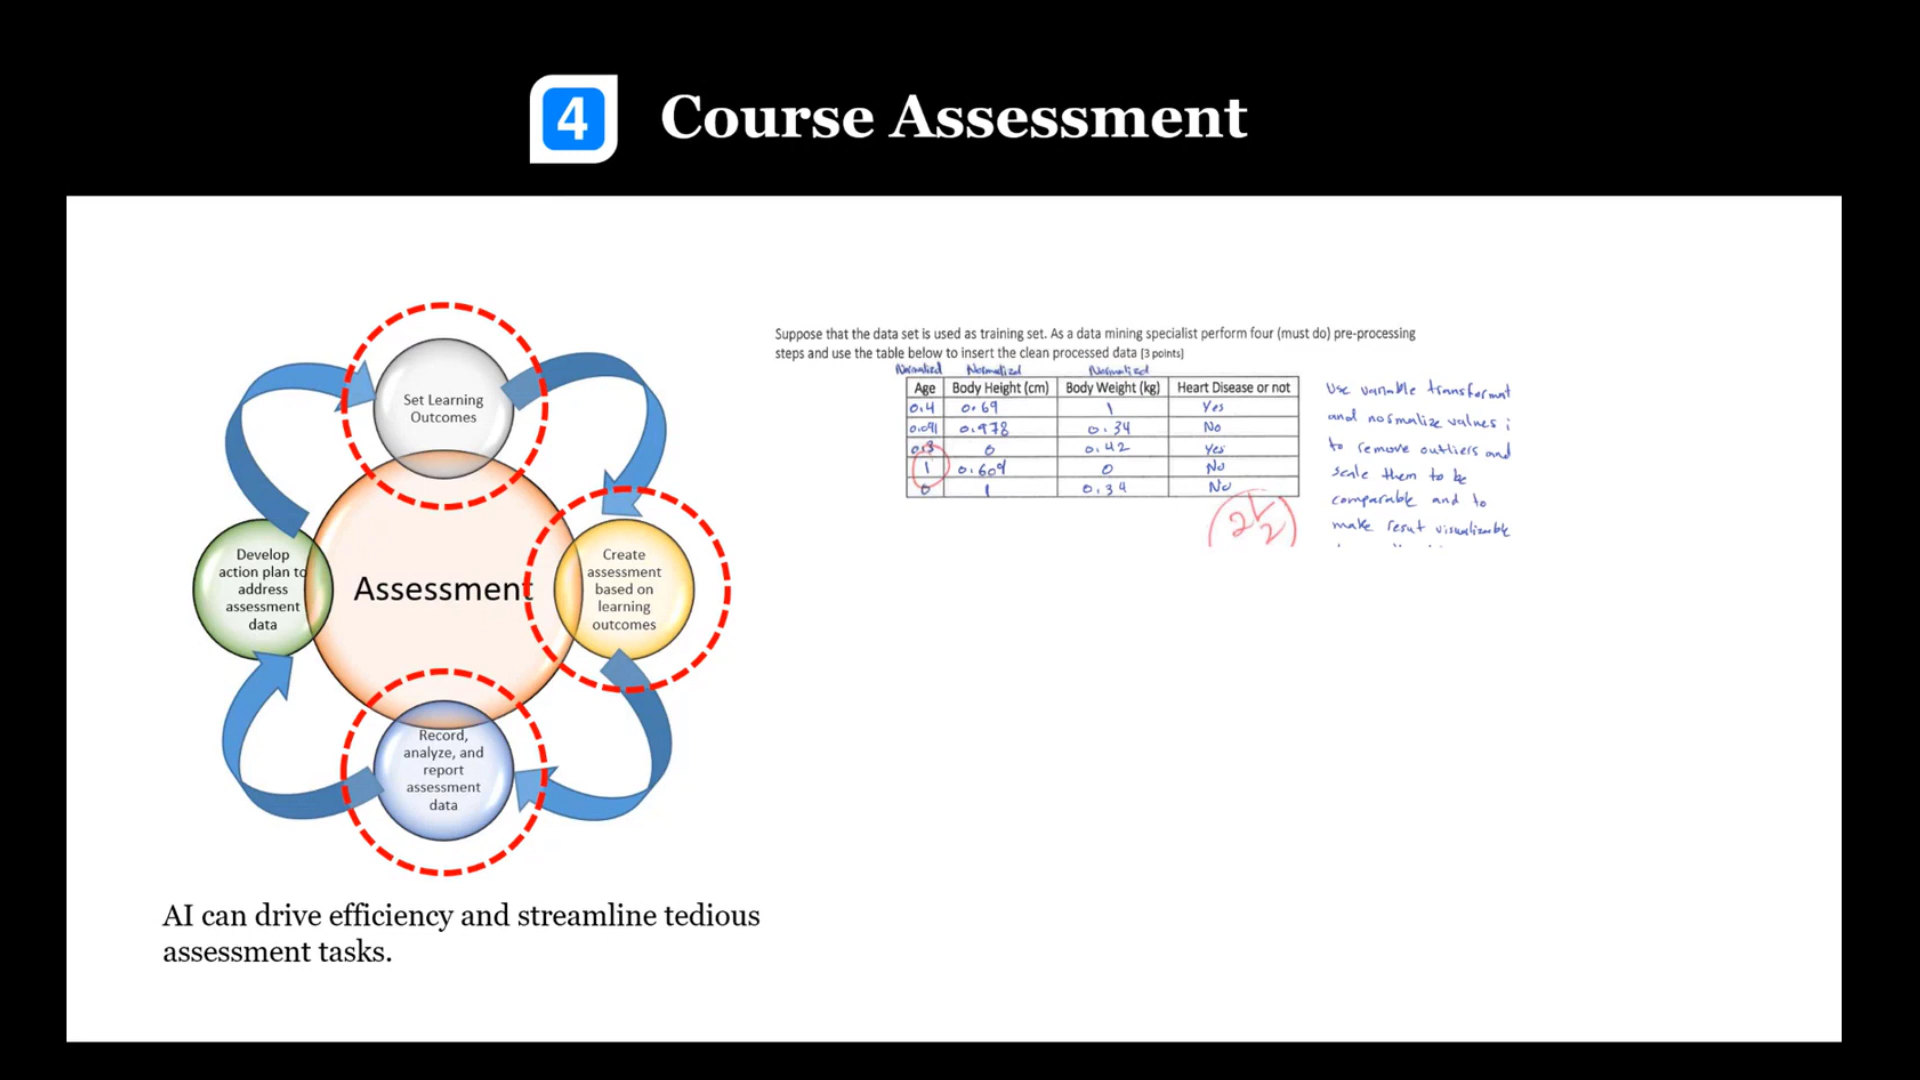 4 Course Assessment
Set Learning
Outcomes
Create
assessment
based on
learning
outcomes
Record,
analyze, and
report
assessment
data
Develop
action plan to
address
assessment
data
Assessment
AI can drive efficiency and streamline tedious
assessment tasks.
Suppose that the data set is used as training set. As a data mining specialist perform four (must do) pre-processing
steps and use the table below to insert the clean processed data [3 points]
Normalized Normalized Normalized
Age Body Height (cm) Body Weight (kg) Heart Disease or not
0.4 0.69 1 Yes
0.091 0.978 0.34 No
0.3 0 0.42 Yes
1 0.609 0 No
0 1 0.34 No
2 1/2
Use variable transformat
and normalize values ;
to remove outliers and
scale them to be
comparable and to
make resut visualizable